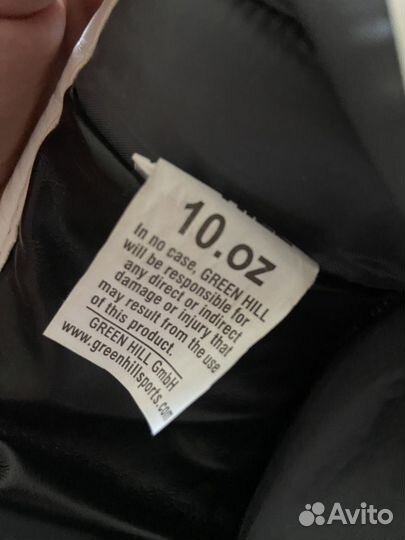 10.OZ
In no case, GREEN HILL
will be responsible for
any direct or indirect
damage or injury that
may result from the use
of this product.
GREEN HILL GmbH
www.greenhillsports.com
Avito